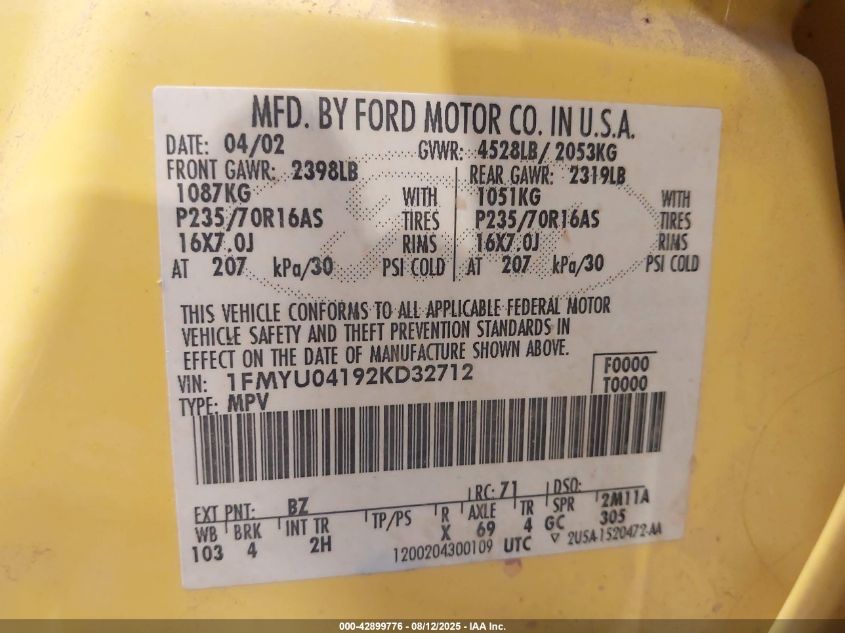 MFD. BY FORD MOTOR CO. IN U.S.A.
DATE: 04/02 GVWR: 4528LB/ 2053KG
FRONT GAWR: 2398LB REAR GAWR: 2319LB
1087KG WITH 1051KG WITH
P235/70R16AS TIRES P235/70R16AS TIRES
16X7.0J RIMS 16X7.0J RIMS
AT 207 kPa/30 PSI COLD AT 207 kPa/30 PSI COLD
THIS VEHICLE CONFORMS TO ALL APPLICABLE FEDERAL MOTOR
VEHICLE SAFETY AND THEFT PREVENTION STANDARDS IN
EFFECT ON THE DATE OF MANUFACTURE SHOWN ABOVE.
VIN: 1FMYU04192KD32712 F0000
TYPE: MPV T0000
EXT PNT: BZ RC: 71 DSO:
WB BRK INT TR TP/PS R AXLE TR SPR 2M11A
103 4 2H X 69 4 GC 305
1200204300109 UTC ▽ 2U5A-1520472-AA
000-42899776 - 08/12/2025 - IAA Inc.